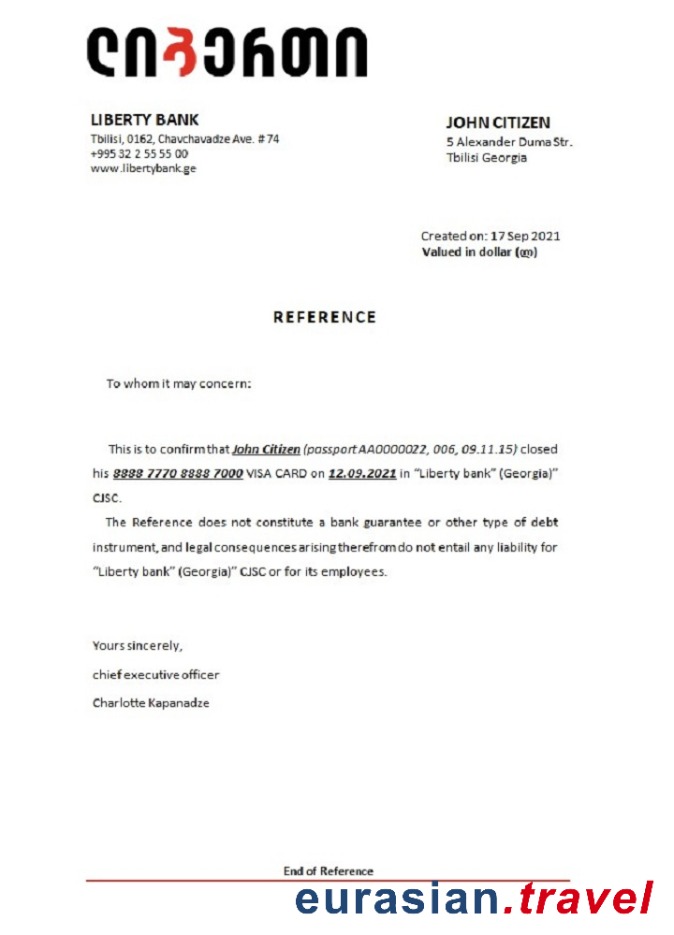 ლიბერთი
LIBERTY BANK
Tbilisi, 0162, Chavchavadze Ave. # 74
+995 32 2 55 55 00
www.libertybank.ge
JOHN CITIZEN
5 Alexander Duma Str.
Tbilisi Georgia
Created on: 17 Sep 2021
Valued in dollar (ლ)
REFERENCE
To whom it may concern:
This is to confirm that John Citizen (passport AA0000022, 006, 09.11.15) closed
his 8888 7770 8888 7000 VISA CARD on 12.09.2021 in “Liberty bank” (Georgia)”
CJSC.
The Reference does not constitute a bank guarantee or other type of debt
instrument, and legal consequences arising therefrom do not entail any liability for
“Liberty bank” (Georgia)” CJSC or for its employees.
Yours sincerely,
chief executive officer
Charlotte Kapanadze
End of Reference
eurasian.travel